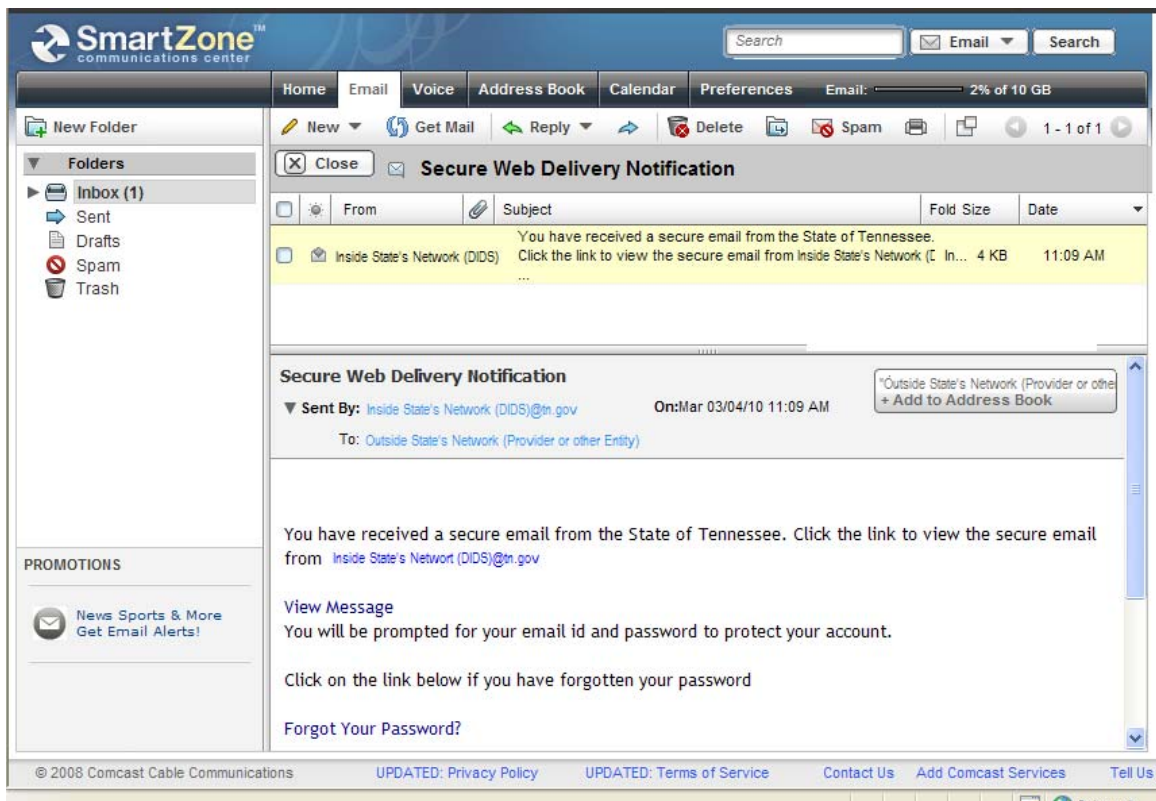 SmartZone™
communications center
Search
Email
Search
Home Email Voice Address Book Calendar Preferences Email: 2% of 10 GB
New Folder
New Get Mail Reply Delete Spam 1 - 1 of 1
Folders
Inbox (1)
Sent
Drafts
Spam
Trash
Close Secure Web Delivery Notification
From Subject Fold Size Date
Inside State's Network (DIDS) You have received a secure email from the State of Tennessee.
Click the link to view the secure email from Inside State's Network (D In... 4 KB 11:09 AM
...
Secure Web Delivery Notification
"Outside State's Network (Provider or othe
+ Add to Address Book
Sent By: Inside State's Network (DIDS)@tn.gov On:Mar 03/04/10 11:09 AM
To: Outside State's Network (Provider or other Entity)
You have received a secure email from the State of Tennessee. Click the link to view the secure email
from Inside State's Networt (DIDS)@tn.gov
View Message
You will be prompted for your email id and password to protect your account.
Click on the link below if you have forgotten your password
Forgot Your Password?
PROMOTIONS
News Sports & More
Get Email Alerts!
© 2008 Comcast Cable Communications UPDATED: Privacy Policy UPDATED: Terms of Service Contact Us Add Comcast Services Tell Us